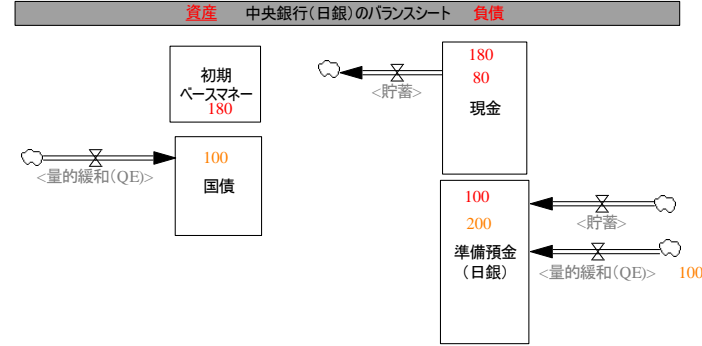 資産 中央銀行(日銀)のバランスシート 負債
初期
ベースマネー
180
180
80
現金
<貯蓄>
100
国債
<量的緩和(QE)>
100
200
準備預金
(日銀)
<貯蓄>
<量的緩和(QE)> 100